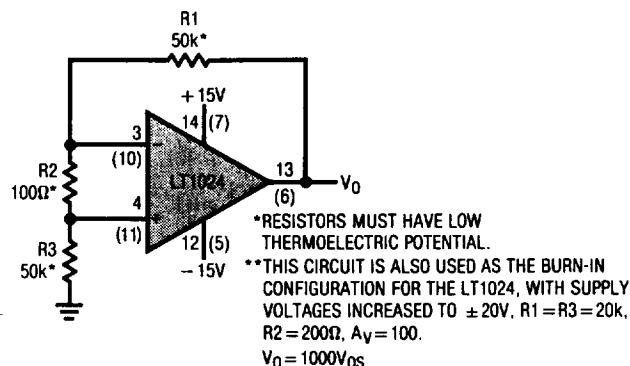 R1
50k*
+15V
14 (7)
3
(10)
R2
100Ω*
LT1024
13
(6)
V₀
4
(11)
R3
50k*
12 (5)
−15V
*RESISTORS MUST HAVE LOW
THERMOELECTRIC POTENTIAL.
**THIS CIRCUIT IS ALSO USED AS THE BURN-IN
CONFIGURATION FOR THE LT1024, WITH SUPPLY
VOLTAGES INCREASED TO ±20V, R1=R3=20k,
R2=200Ω, AV=100.
V₀=1000VOS